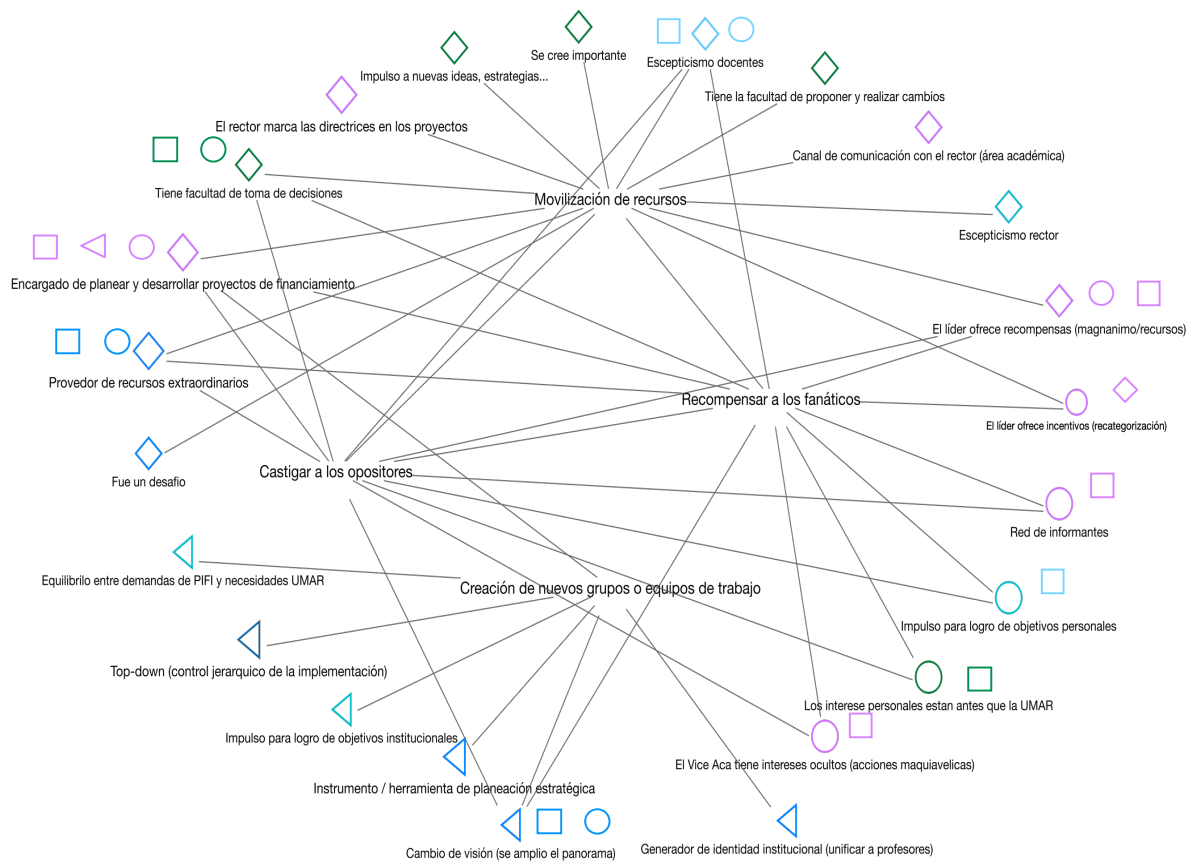 Se cree importante
Escepticismo docentes
Impulso a nuevas ideas, estrategias...
Tiene la facultad de proponer y realizar cambios
El rector marca las directrices en los proyectos
Canal de comunicación con el rector (área académica)
Tiene facultad de toma de decisiones
Movilización de recursos
Escepticismo rector
Encargado de planear y desarrollar proyectos de financiamiento
El líder ofrece recompensas (magnanimo/recursos)
Provedor de recursos extraordinarios
Recompensar a los fanáticos
El líder ofrece incentivos (recategorización)
Castigar a los opositores
Fue un desafio
Red de informantes
Equilibrilo entre demandas de PIFI y necesidades UMAR
Creación de nuevos grupos o equipos de trabajo
Impulso para logro de objetivos personales
Top-down (control jerarquico de la implementación)
Los interese personales estan antes que la UMAR
Impulso para logro de objetivos institucionales
El Vice Aca tiene intereses ocultos (acciones maquiavelicas)
Instrumento / herramienta de planeación estratégica
Cambio de visión (se amplio el panorama)
Generador de identidad institucional (unificar a profesores)